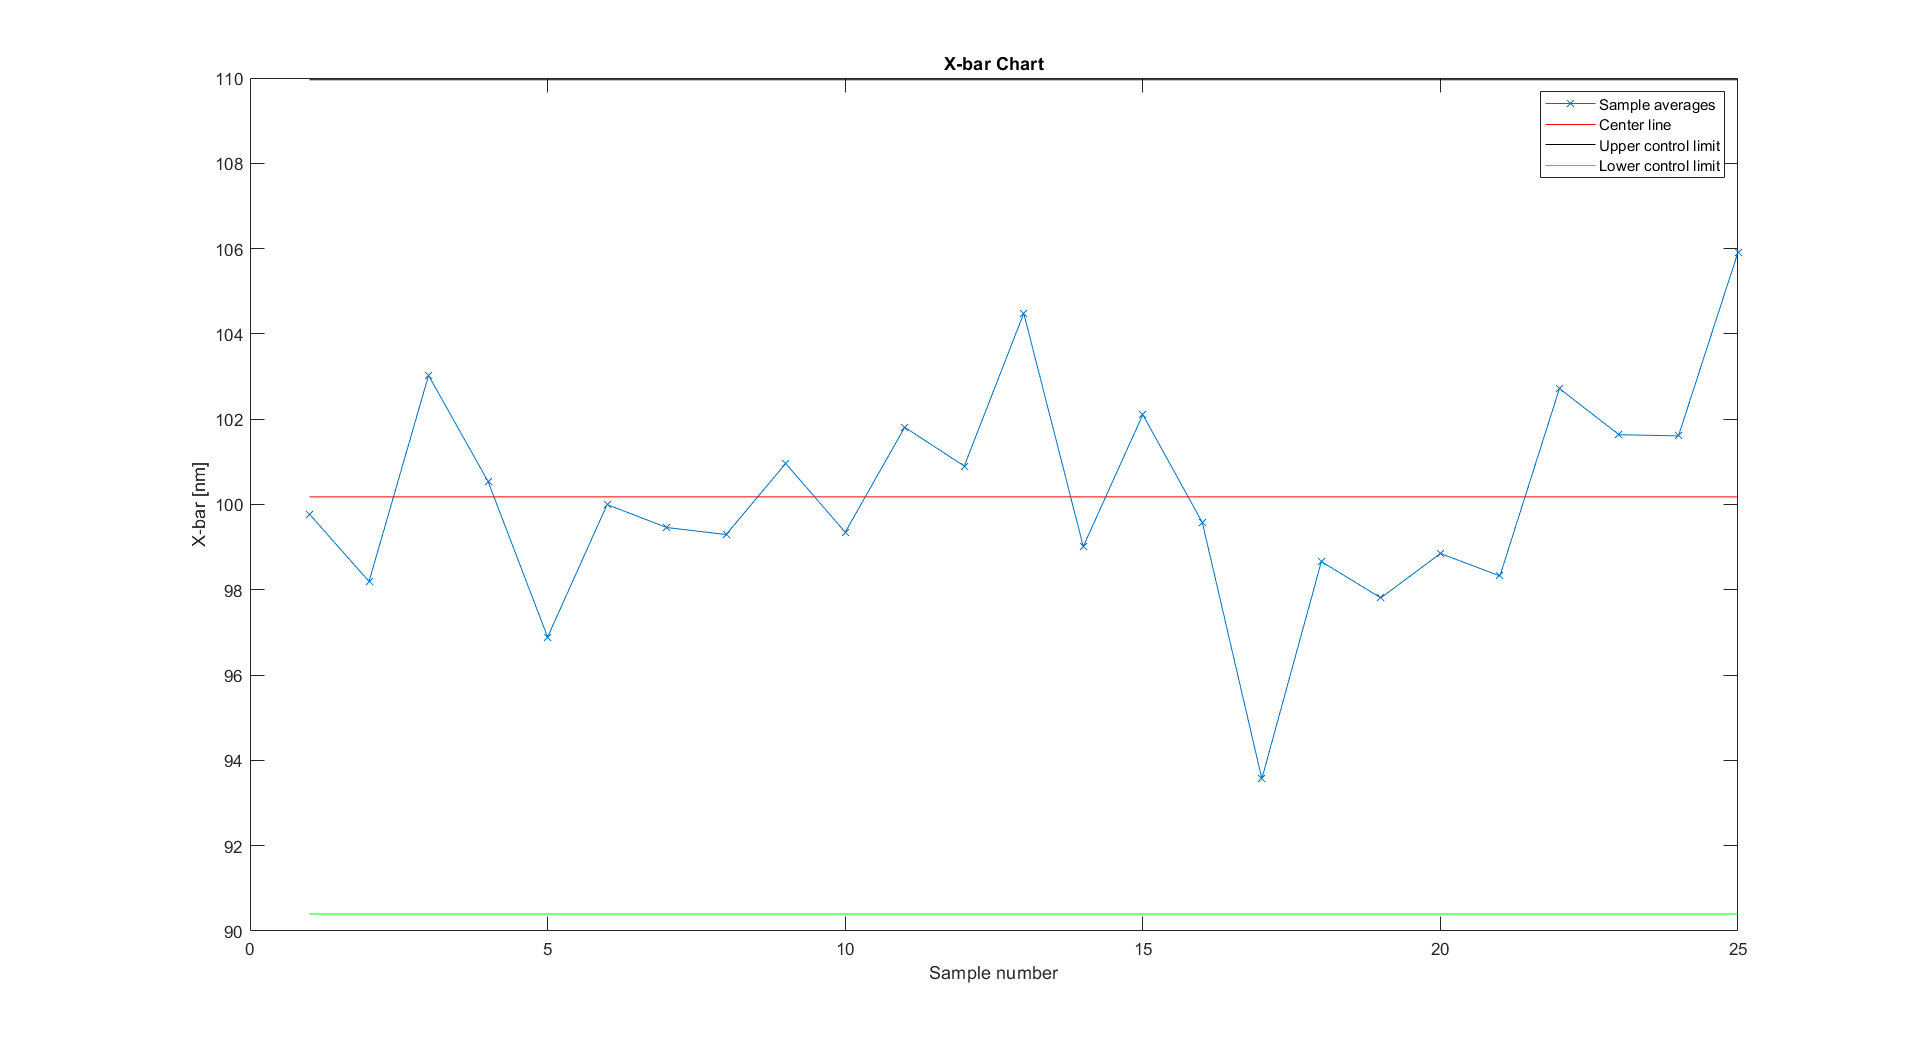 X-bar Chart
110
108
106
104
102
100
98
96
94
92
90
X-bar [nm]
Sample averages
Center line
Upper control limit
Lower control limit
0 5 10 15 20 25
Sample number